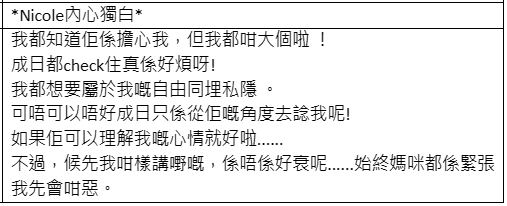 *Nicole內心獨白*
我都知道佢係擔心我，但我都咁大個啦 ！
成日都check住真係好煩呀!
我都想要屬於我嘅自由同埋私隱 。
可唔可以唔好成日只係從佢嘅角度去諗我呢!
如果佢可以理解我嘅心情就好啦......
不過，候先我咁樣講嘢嘅，係唔係好衰呢......始終媽咪都係緊張
我先會咁惡。